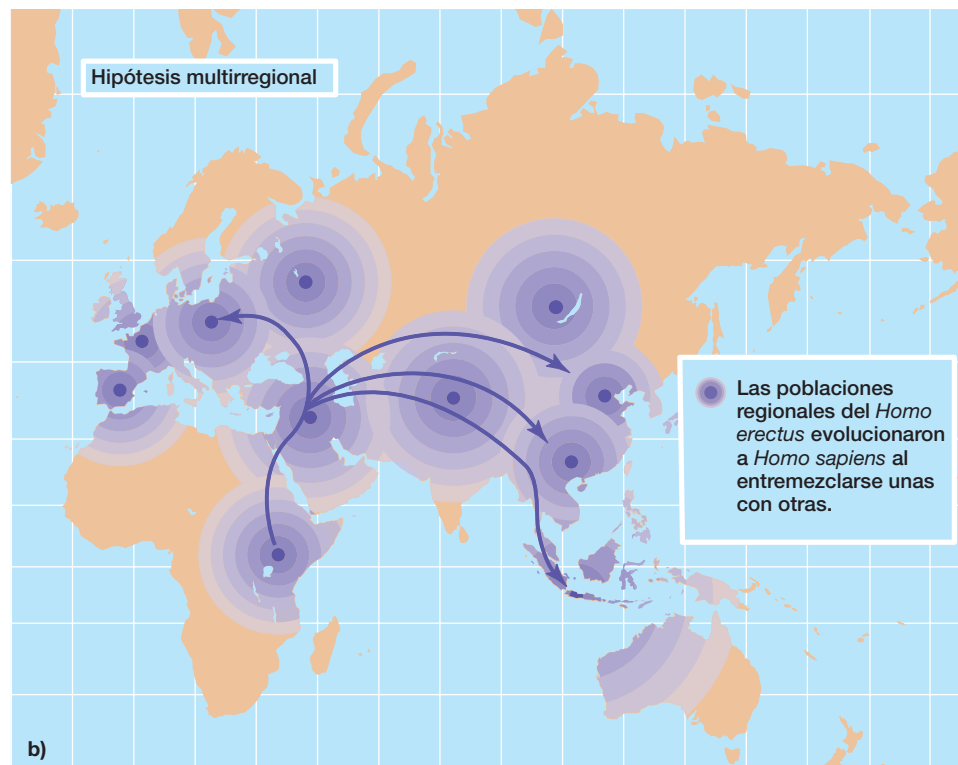 Hipótesis multirregional
Las poblaciones
regionales del Homo
erectus evolucionaron
a Homo sapiens al
entremezclarse unas
con otras.
b)